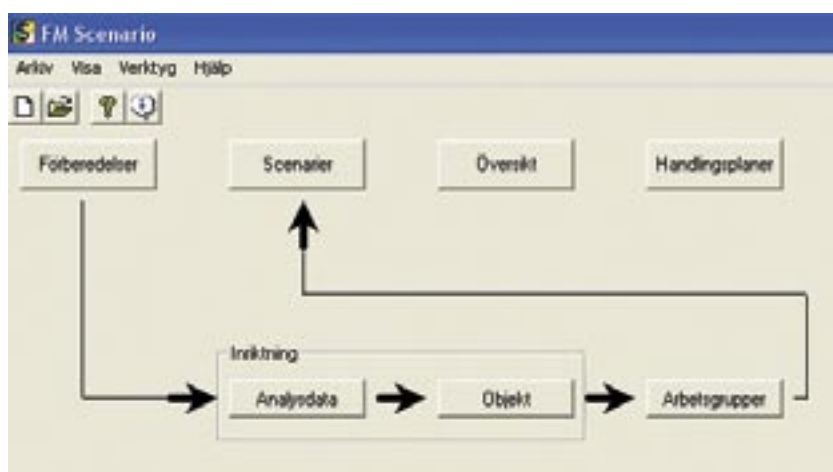 FM Scenario
Arkiv Visa Verktyg Hjälp
Förberedelser Scenarier Översikt Handlingsplaner
Inriktning
Analysdata Objekt Arbetsgrupper